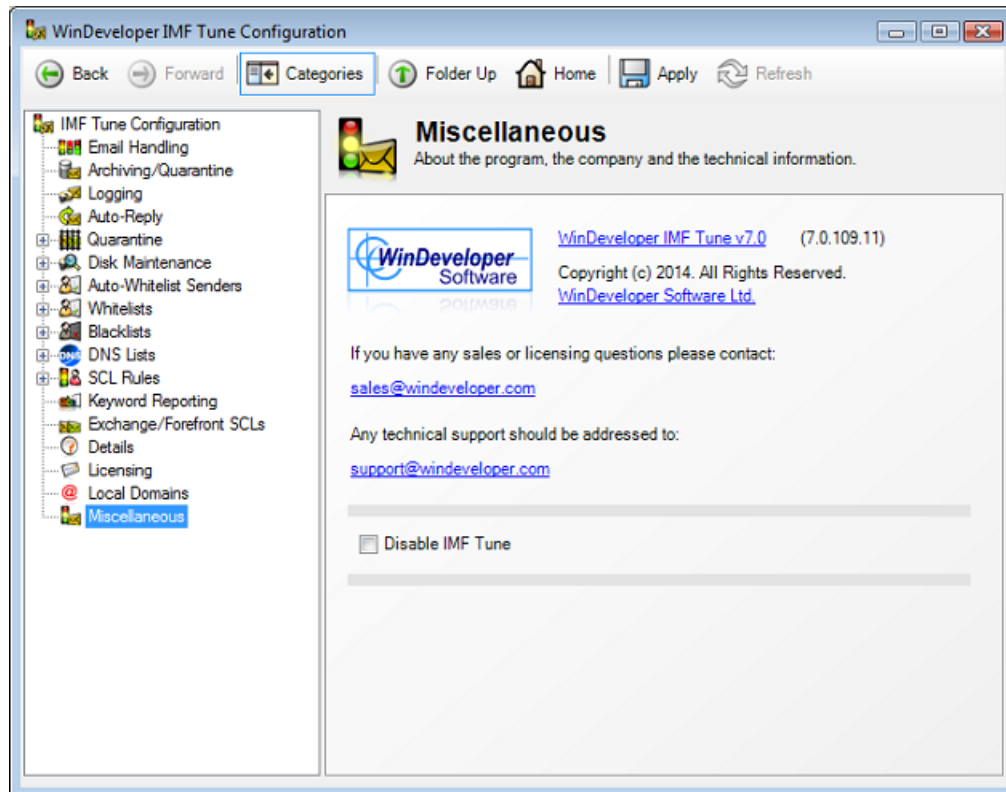 WinDeveloper IMF Tune Configuration
Back Forward Categories Folder Up Home Apply Refresh
IMF Tune Configuration
Email Handling
Archiving/Quarantine
Logging
Auto-Reply
Quarantine
Disk Maintenance
Auto-Whitelist Senders
Whitelists
Blacklists
DNS DNS Lists
SCL Rules
Keyword Reporting
Exchange/Forefront SCLs
Details
Licensing
@ Local Domains
Miscellaneous
Miscellaneous
About the program, the company and the technical information.
WinDeveloper
Software
WinDeveloper IMF Tune v7.0 (7.0.109.11)
Copyright (c) 2014. All Rights Reserved.
WinDeveloper Software Ltd.
If you have any sales or licensing questions please contact:
sales@windeveloper.com
Any technical support should be addressed to:
support@windeveloper.com
Disable IMF Tune